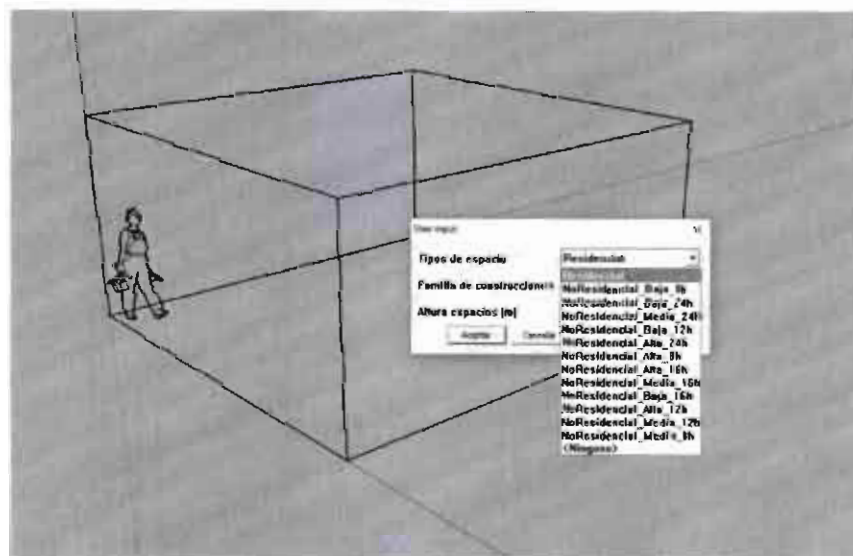 User input
Tipos de espacio
Residencial
Familia de construcciones
Altura espacios [m]
Aceptar
Cancelar
Residencial
NoResidencial_Baja_8h
NoResidencial_Baja_24h
NoResidencial_Media_24h
NoResidencial_Baja_12h
NoResidencial_Alta_24h
NoResidencial_Alta_8h
NoResidencial_Alta_16h
NoResidencial_Media_16h
NoResidencial_Baja_16h
NoResidencial_Alta_12h
NoResidencial_Media_12h
NoResidencial_Media_8h
<Ninguno>